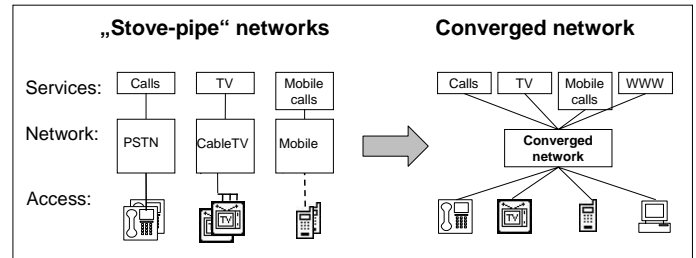 „Stove-pipe“ networks
Converged network
Services:
Calls
TV
Mobile
calls
Calls
TV
Mobile
calls
WWW
Network:
PSTN
CableTV
Mobile
Converged
network
Access:
TV
TV